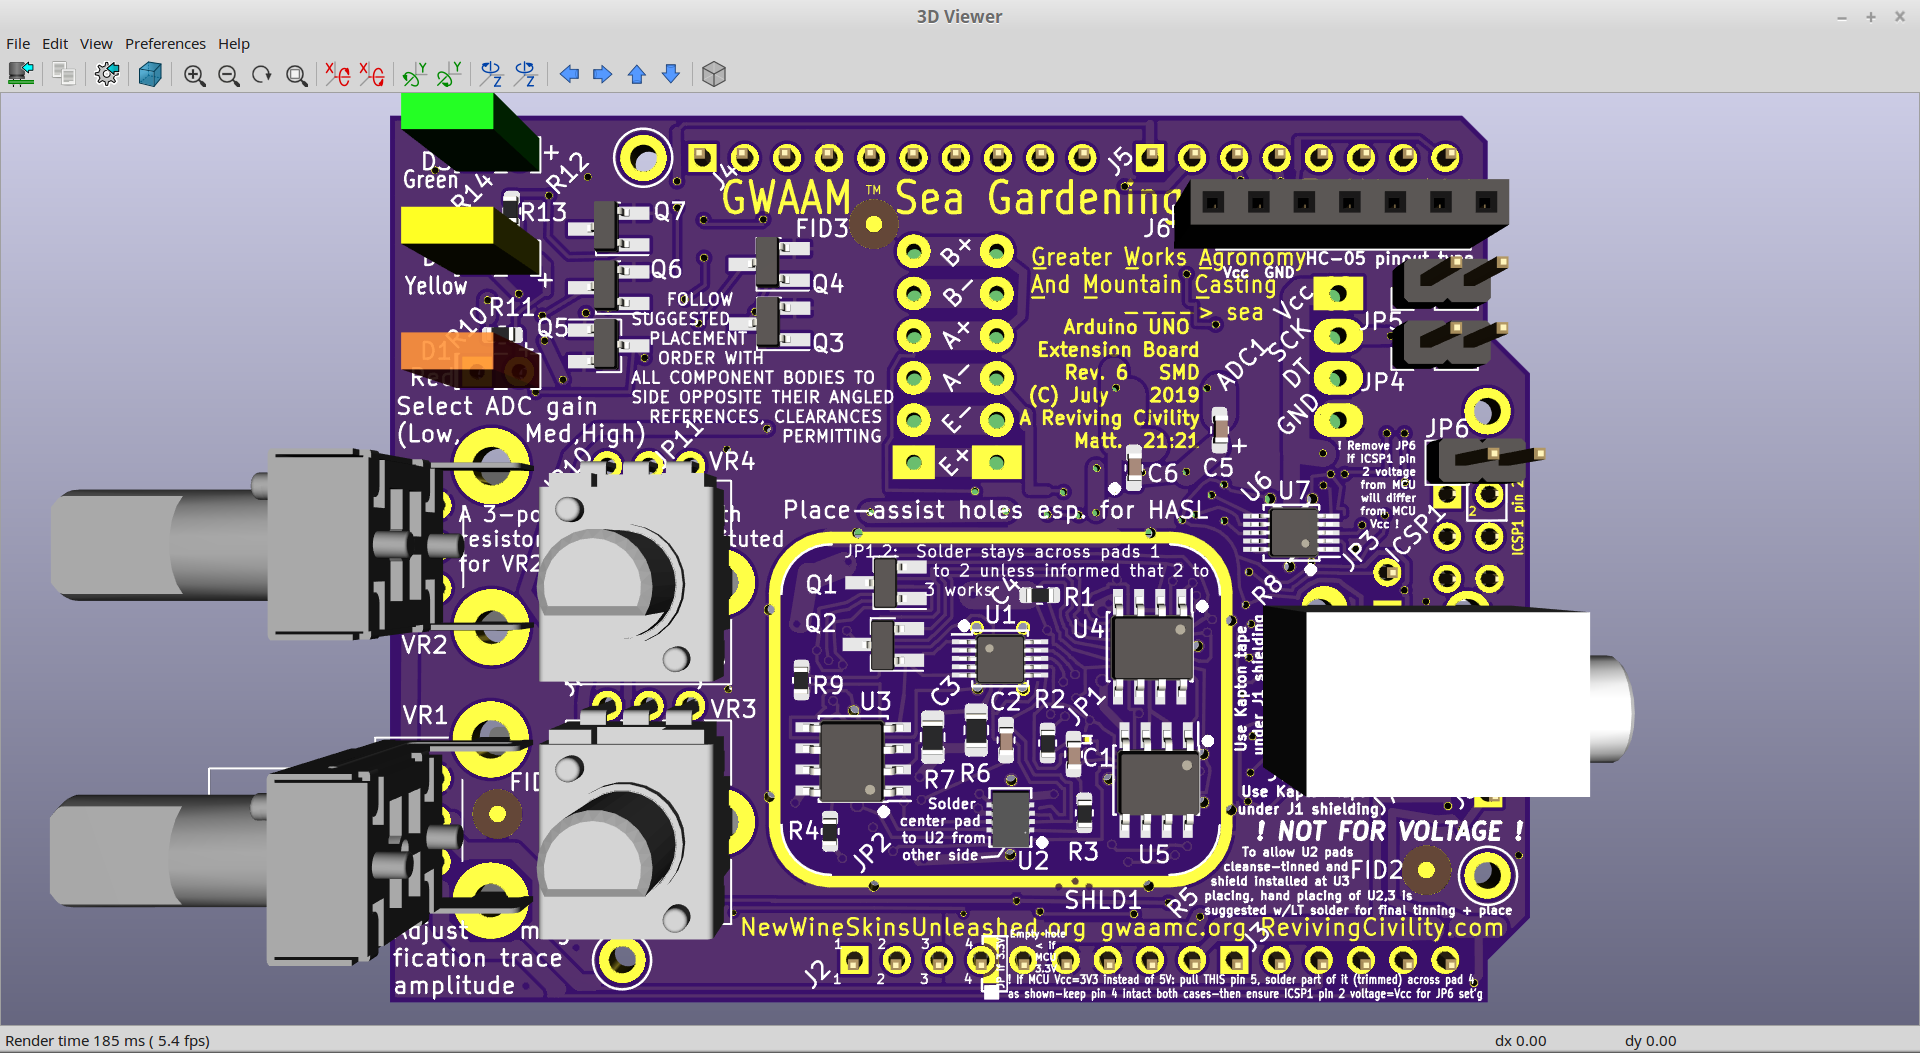 3D Viewer
File Edit View Preferences Help
D3
Green
R14
R12
R13
Q7
Yellow
Q6
R11
R10
Q5
D1
Red
Q4
Q3
J4
J5
GWAAM ™ Sea Gardening
FID3
J6
B+
B-
A+
A-
E-
E+
Greater Works Agronomy
And Mountain Casting
----> sea
Arduino UNO
Extension Board
Rev. 6 SMD
(C) July 2019
A Reviving Civility
Matt. 21:21
HC-05 pinout type
Vcc GND
Vcc
SCK
DT
GND
JP5
JP4
ADC1
FOLLOW
SUGGESTED
PLACEMENT
ORDER WITH
ALL COMPONENT BODIES TO
SIDE OPPOSITE THEIR ANGLED
REFERENCES, CLEARANCES
PERMITTING
Select ADC gain
(Low, Med,High)
JP11
VR4
C6
C5
+
JP6
! Remove JP6
if ICSP1 pin
2 voltage
from MCU
will differ
from MCU
Vcc !
2
ICSP1 pin 2
ICSP1
U6
U7
JP3
R8
Place-assist holes esp. for HASL
A 3-po
resistor
for VR2
tuted
VR2
VR1
VR3
JP1,2: Solder stays across pads 1
to 2 unless informed that 2 to
3 works
Q1
Q2
C4
R1
U1
U4
R9
U3
C3
C2
R2
JP1
R7
R6
C1
R4
JP2
Solder
center pad
to U2 from
other side
U2
R3
U5
SHLD1
R5
Use Kapton tape
under J1 shielding
under J1 shielding)
! NOT FOR VOLTAGE !
To allow U2 pads
cleanse-tinned and
shield installed at U3
placing, hand placing of U2,3 is
suggested w/LT solder for final tinning + place
FID2
NewWineSkinsUnleashed.org gwaamc.org RevivingCivility.com
fication trace
amplitude
J2
J3
1 2 3 4
1 2 3 4
Empty hole
< if
MCU
3.3V
! If MCU Vcc=3V3 instead of 5V: pull THIS pin 5, solder part of it (trimmed) across pad 4
as shown-keep pin 4 intact both cases-then ensure ICSP1 pin 2 voltage=Vcc for JP6 set'g
Render time 185 ms ( 5.4 fps)
dx 0.00
dy 0.00